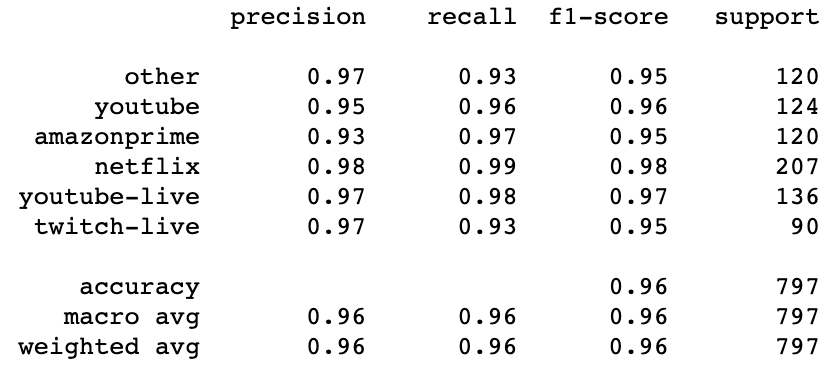 precision recall f1-score support
other 0.97 0.93 0.95 120
youtube 0.95 0.96 0.96 124
amazonprime 0.93 0.97 0.95 120
netflix 0.98 0.99 0.98 207
youtube-live 0.97 0.98 0.97 136
twitch-live 0.97 0.93 0.95 90
accuracy 0.96 797
macro avg 0.96 0.96 0.96 797
weighted avg 0.96 0.96 0.96 797